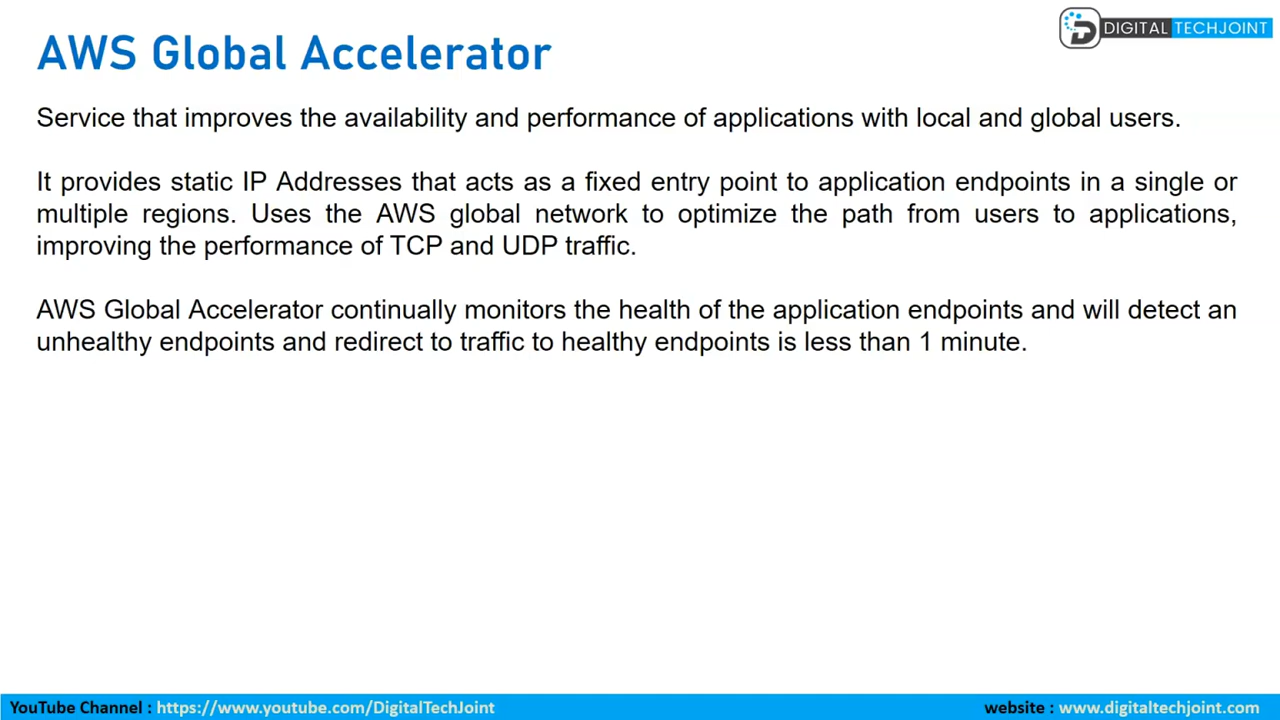 AWS Global Accelerator
DIGITAL TECHJOINT
Service that improves the availability and performance of applications with local and global users.
It provides static IP Addresses that acts as a fixed entry point to application endpoints in a single or
multiple regions. Uses the AWS global network to optimize the path from users to applications,
improving the performance of TCP and UDP traffic.
AWS Global Accelerator continually monitors the health of the application endpoints and will detect an
unhealthy endpoints and redirect to traffic to healthy endpoints is less than 1 minute.
YouTube Channel : https://www.youtube.com/DigitalTechJoint
website : www.digitaltechjoint.com